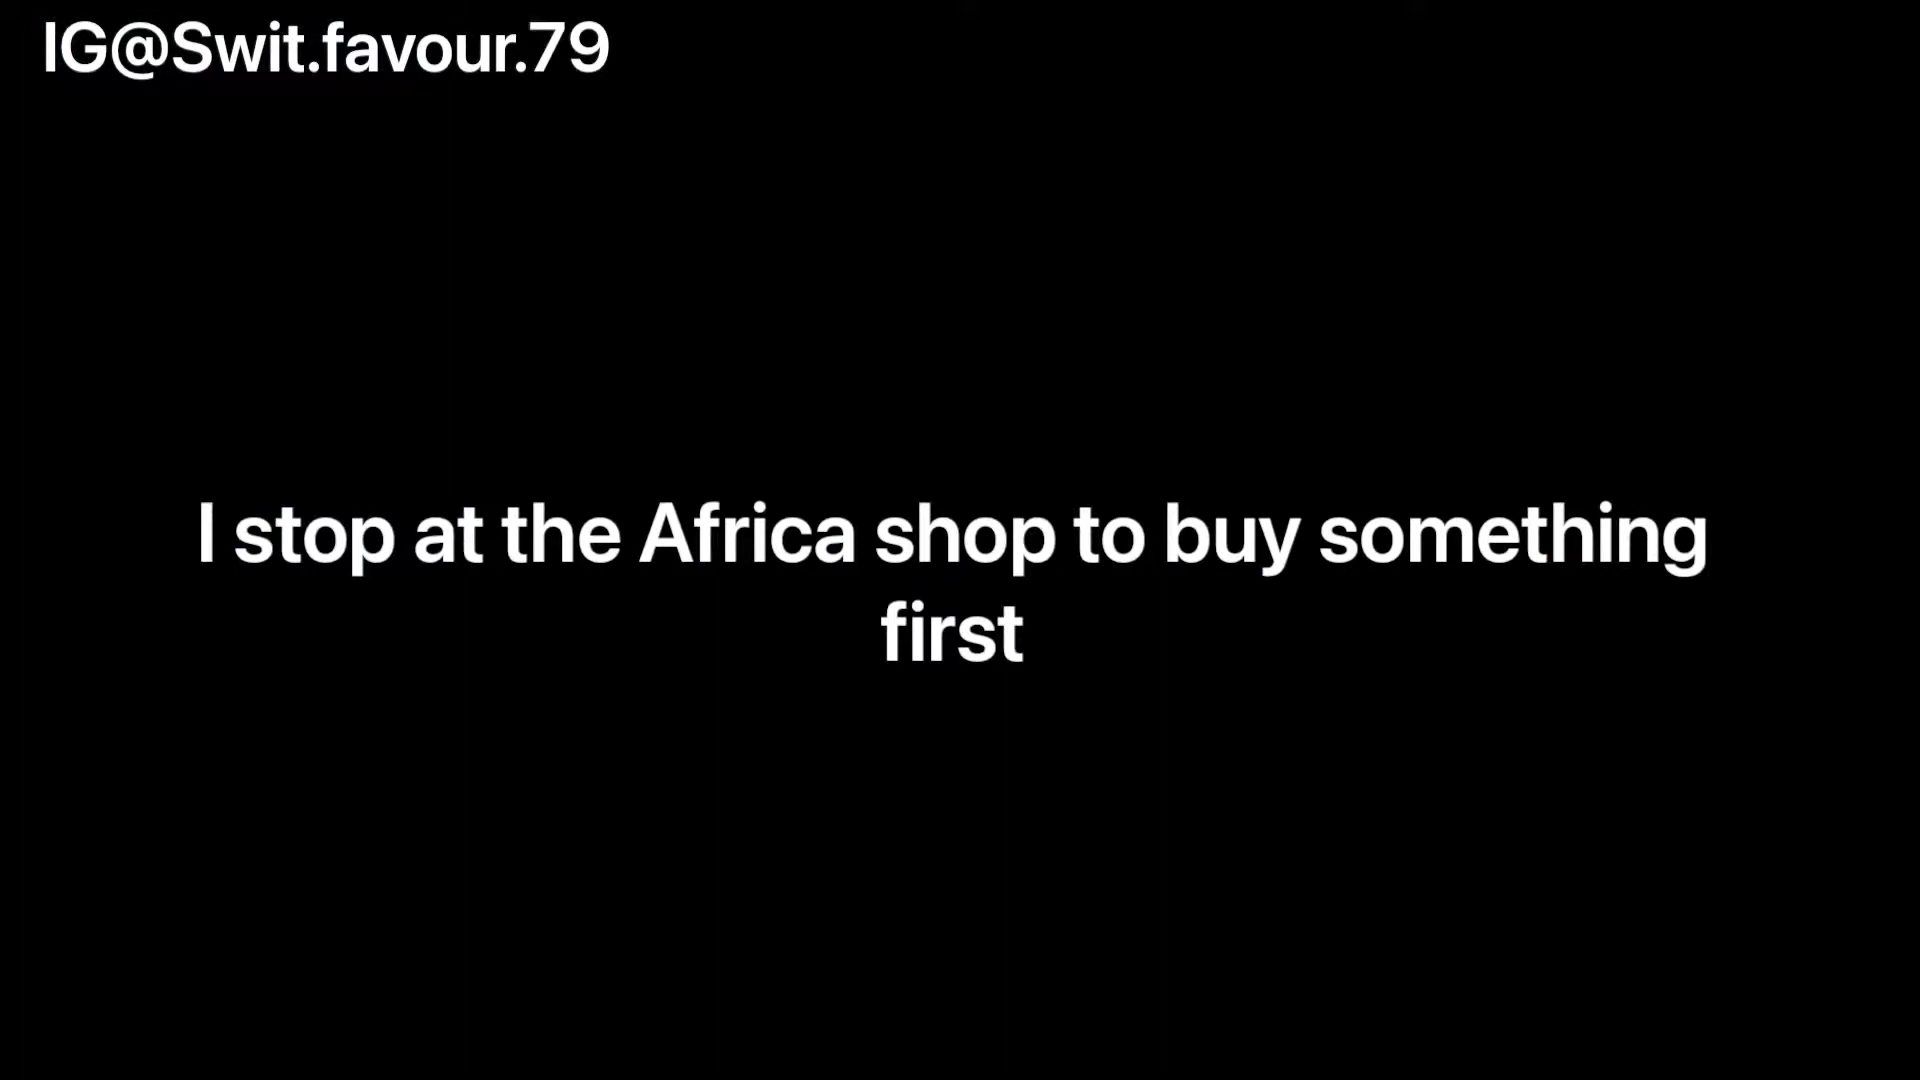 IG@Swit.favour.79
I stop at the Africa shop to buy something
first